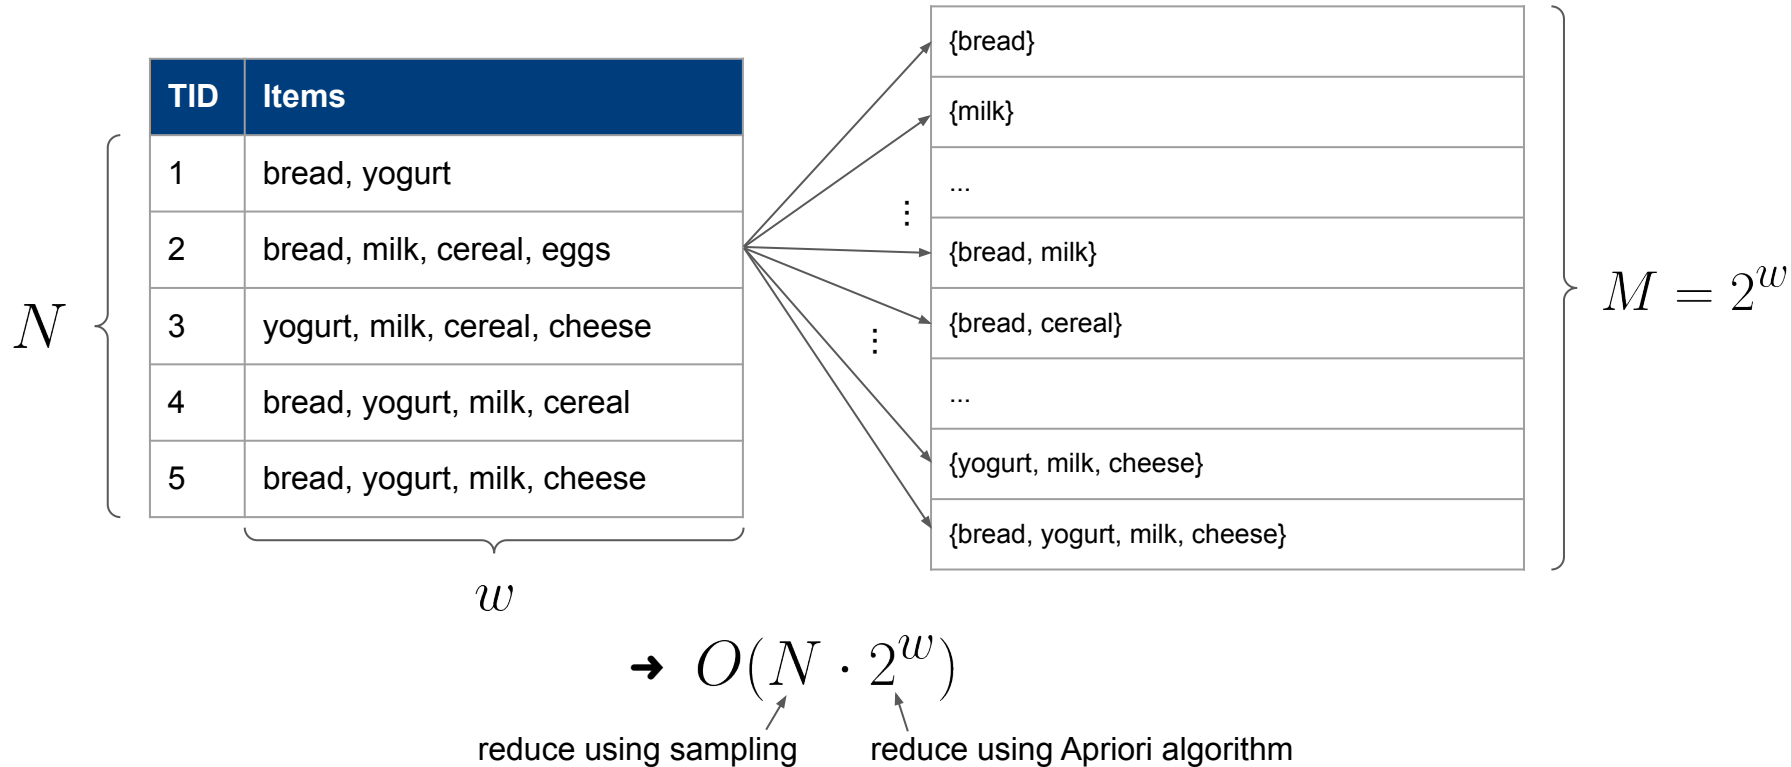 TID Items
1 bread, yogurt
2 bread, milk, cereal, eggs
3 yogurt, milk, cereal, cheese
4 bread, yogurt, milk, cereal
5 bread, yogurt, milk, cheese
N
w
{bread}
{milk}
...
{bread, milk}
{bread, cereal}
...
{yogurt, milk, cheese}
{bread, yogurt, milk, cheese}
...
...
M = 2^w
➜ O(N · 2^w)
reduce using sampling
reduce using Apriori algorithm